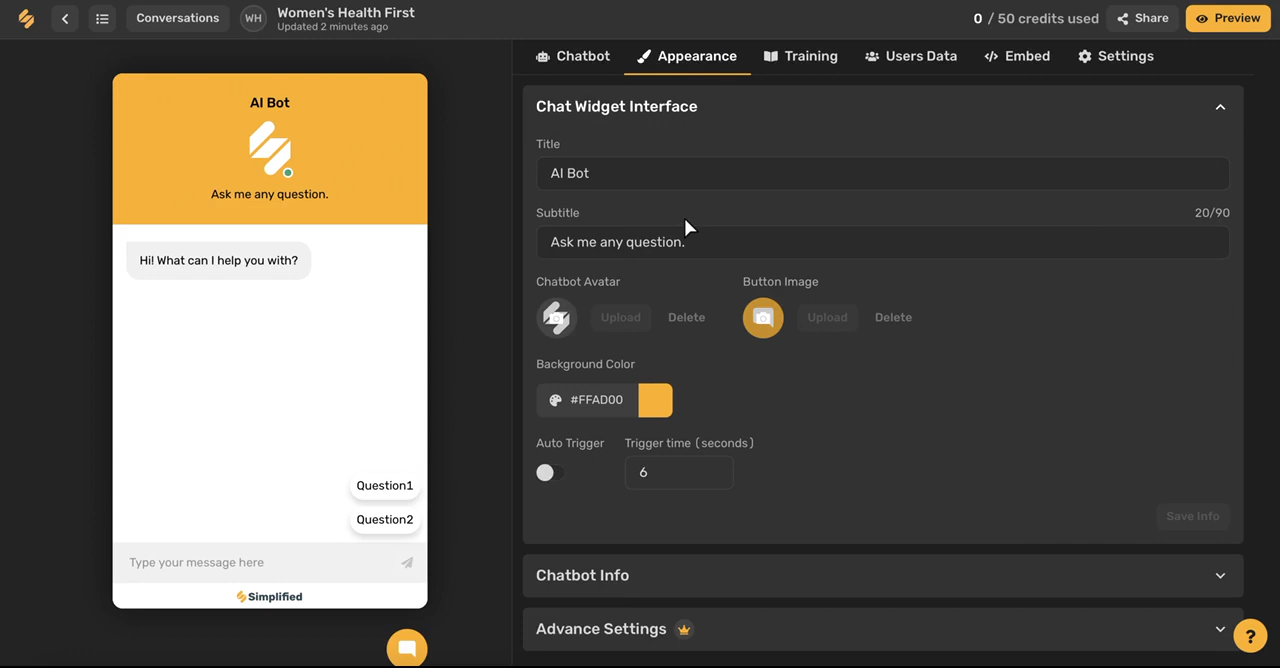 Conversations
WH
Women's Health First
Updated 2 minutes ago
0 / 50 credits used
Share
Preview
AI Bot
Ask me any question.
Hi! What can I help you with?
Question1
Question2
Type your message here
Simplified
Chatbot
Appearance
Training
Users Data
Embed
Settings
Chat Widget Interface
Title
AI Bot
Subtitle
20/90
Ask me any question.
Chatbot Avatar
Button Image
Upload
Delete
Upload
Delete
Background Color
#FFAD00
Auto Trigger
Trigger time (seconds)
6
Save Info
Chatbot Info
Advance Settings
?